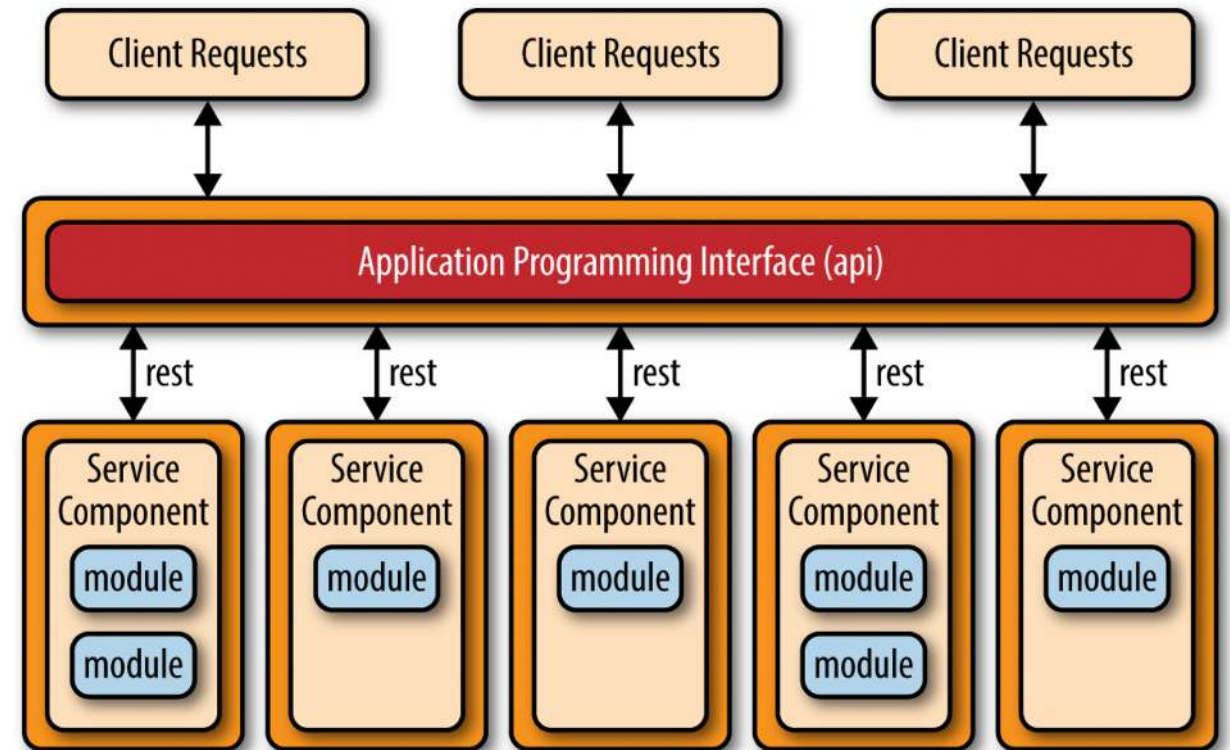 Client Requests
Client Requests
Client Requests
Application Programming Interface (api)
rest
rest
rest
rest
rest
Service
Component
module
module
Service
Component
module
Service
Component
module
Service
Component
module
module
Service
Component
module